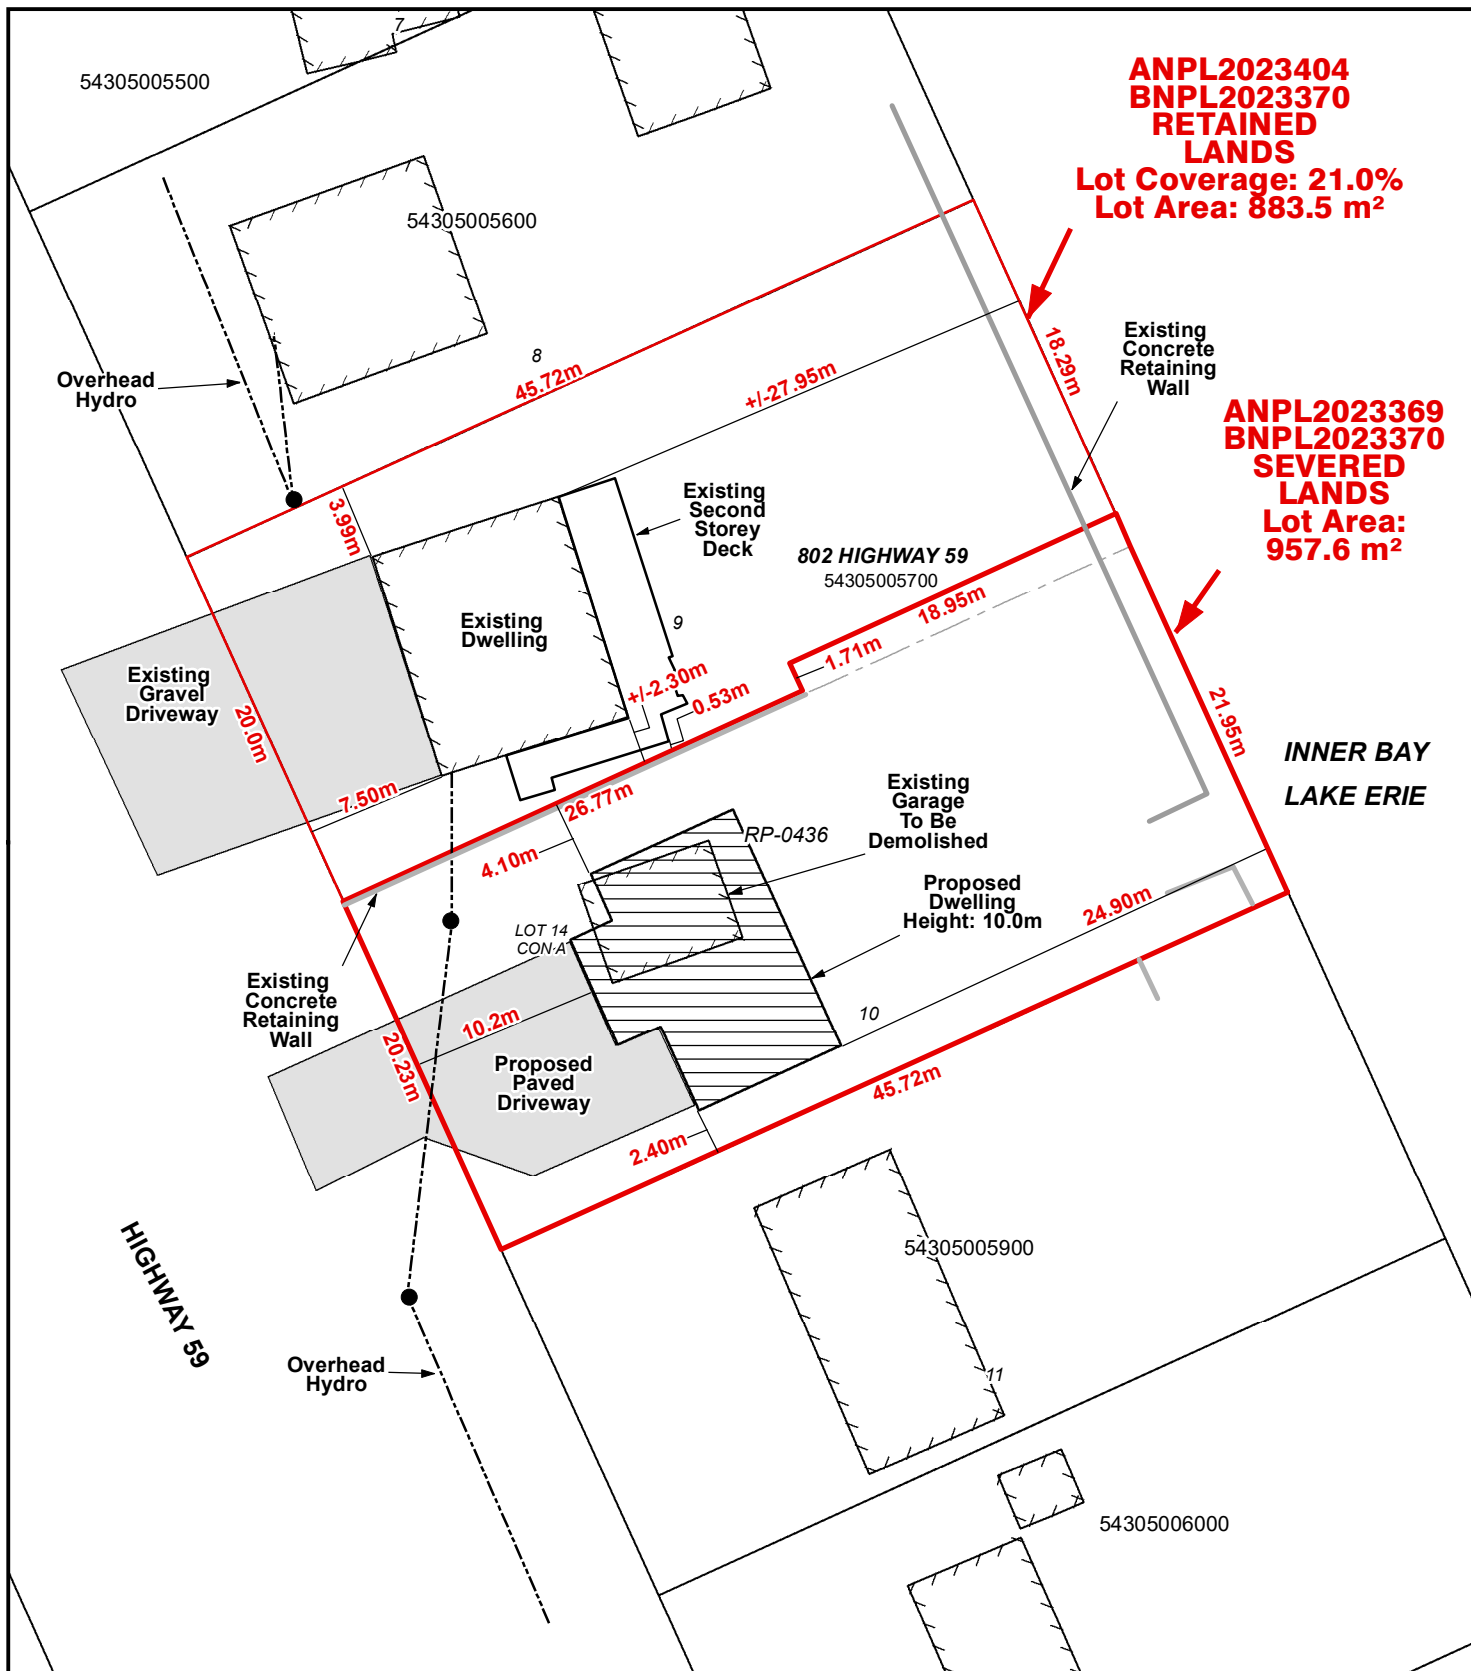 7
54305005500
ANPL2023404
BNPL2023370
RETAINED
LANDS
Lot Coverage: 21.0%
Lot Area: 883.5 m²
54305005600
8
45.72m
Overhead
Hydro
+/-27.95m
18.29m
Existing
Concrete
Retaining
Wall
ANPL2023369
BNPL2023370
SEVERED
LANDS
Lot Area:
957.6 m²
3.99m
Existing
Second
Storey
Deck
802 HIGHWAY 59
54305005700
18.95m
Existing
Dwelling
9
1.71m
Existing
Gravel
Driveway
20.0m
+/-2.30m
0.53m
21.95m
INNER BAY
LAKE ERIE
7.50m
26.77m
Existing
Garage
To Be
Demolished
RP-0436
4.10m
Proposed
Dwelling
Height: 10.0m
24.90m
LOT 14
CON A
Existing
Concrete
Retaining
Wall
10.2m
10
20.23m
Proposed
Paved
Driveway
45.72m
2.40m
HIGHWAY 59
54305005900
Overhead
Hydro
11
54305006000